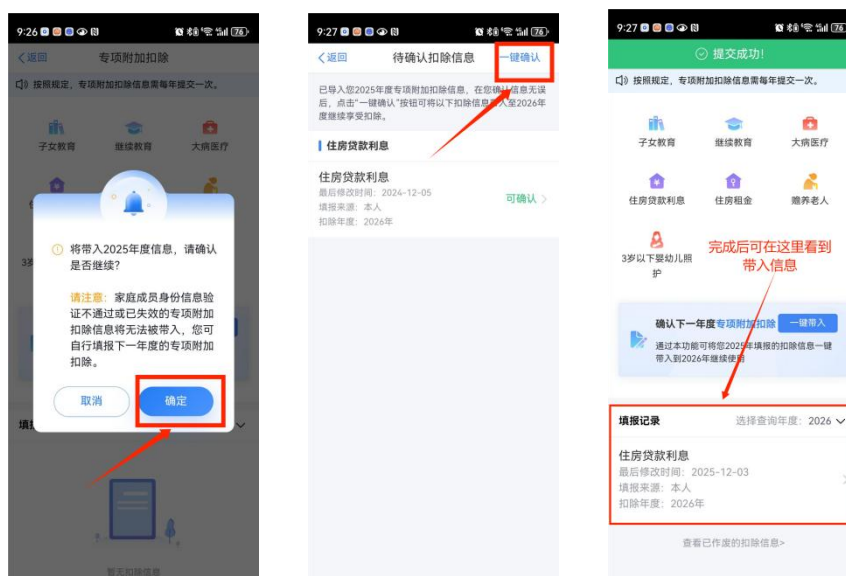 9:26
76
<返回
专项附加扣除
按照规定，专项附加扣除信息需每年提交一次。
子女教育
继续教育
大病医疗
将带入2025年度信息，请确认
是否继续？
请注意：家庭成员身份信息验
证不通过或已失效的专项附加
扣除信息将无法被带入，您可
自行填报下一年度的专项附加
扣除。
取消
确定
暂无扣除信息
9:27
76
<返回
待确认扣除信息
一键确认
已导入您2025年度专项附加扣除信息，在您确认信息无误
后，点击“一键确认”按钮可将以下扣除信息带入至2026年
度继续享受扣除。
住房贷款利息
住房贷款利息
最后修改时间：2024-12-05
填报来源：本人
扣除年度：2026年
可确认 >
9:27
76
提交成功!
按照规定，专项附加扣除信息需每年提交一次。
子女教育
继续教育
大病医疗
住房贷款利息
住房租金
赡养老人
3岁以下婴幼儿照
护
完成后可在这里看到
带入信息
确认下一年度专项附加扣除
一键带入
通过本功能可将您2025年填报的扣除信息一键
带入到2026年继续使用
填报记录
选择查询年度：2026
住房贷款利息
最后修改时间：2025-12-03
填报来源：本人
扣除年度：2026年
查看已作废的扣除信息>